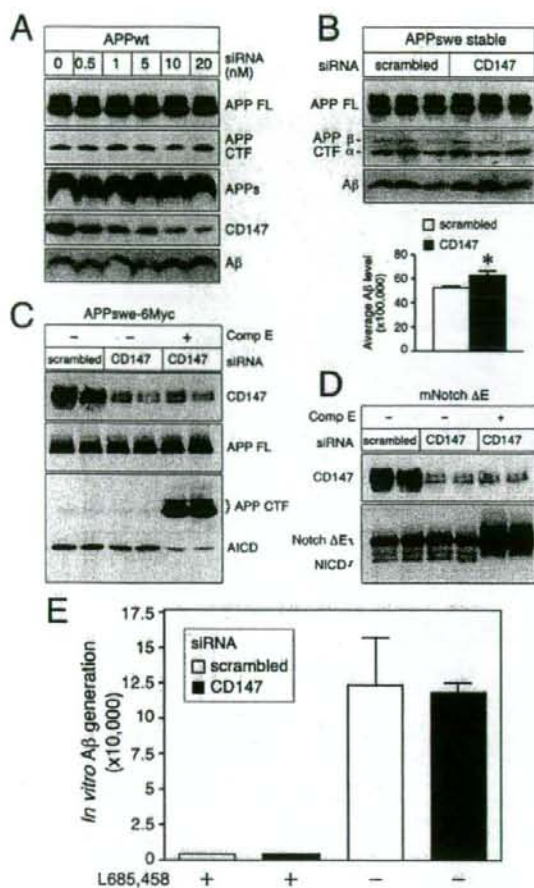 A
APPwt
0 0.5 1 5 10 20 siRNA (nM)
APP FL
APP CTF
APPs
CD147
Aβ
B
APPswe stable
siRNA scrambled CD147
APP FL
APP β-
CTF α-
Aβ
scrambled
CD147
*
Average Aβ level (x100,000)
80
60
40
20
0
C
APPswe-6Myc
– – + Comp E
scrambled CD147 CD147 siRNA
CD147
APP FL
} APP CTF
AICD
D
mNotch ΔE
Comp E – – +
siRNA scrambled CD147 CD147
CD147
Notch ΔE
NICD
E
In vitro Aβ generation (x10,000)
17.5
15
12.5
10.0
7.5
5.0
2.5
0
siRNA
scrambled
CD147
L685,458 + + – –